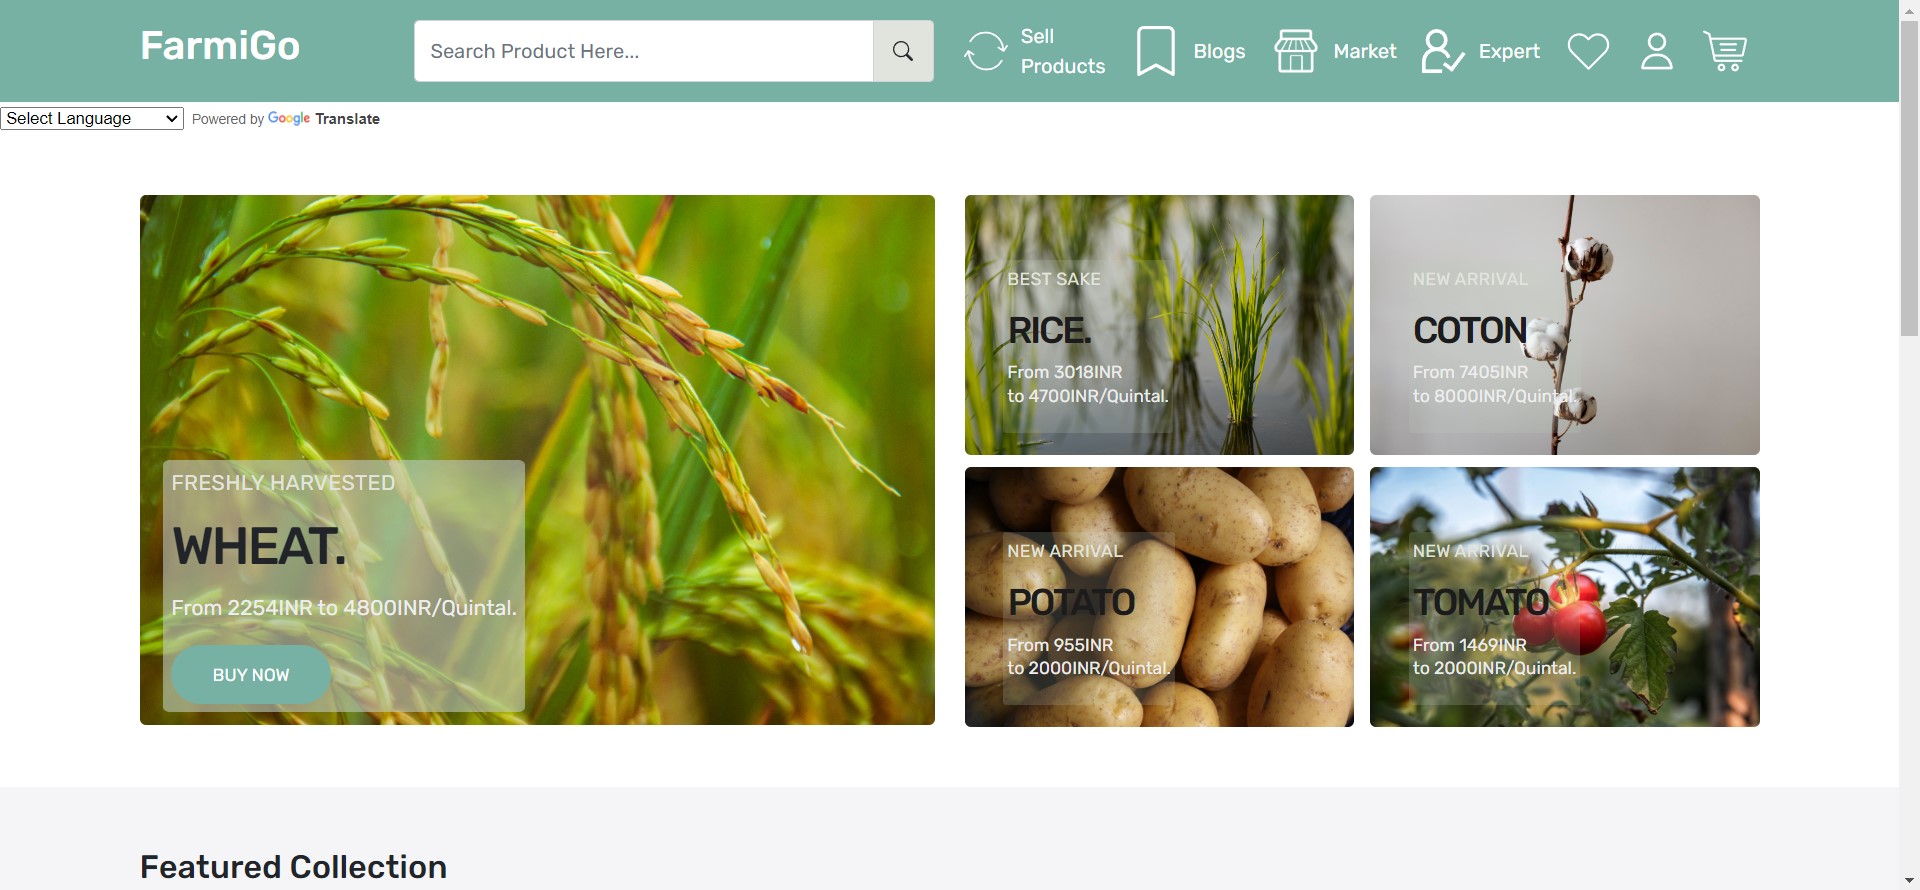 FarmiGo
Search Product Here...
Sell
Products
Blogs
Market
Expert
Select Language
Powered by Google Translate
FRESHLY HARVESTED
WHEAT.
From 2254INR to 4800INR/Quintal.
BUY NOW
BEST SAKE
RICE.
From 3018INR
to 4700INR/Quintal.
NEW ARRIVAL
COTON
From 7405INR
to 8000INR/Quintal.
NEW ARRIVAL
POTATO
From 955INR
to 2000INR/Quintal.
NEW ARRIVAL
TOMATO
From 1469INR
to 2000INR/Quintal.
Featured Collection